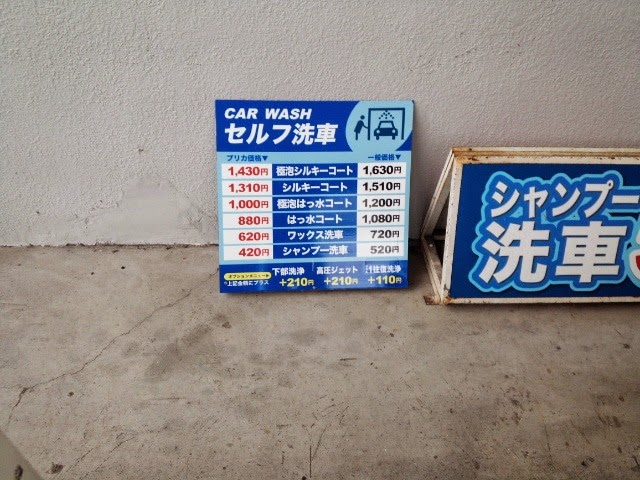 CAR WASH
セルフ洗車
プリカ価格▼ 一般価格▼
1,430円 極泡シルキーコート 1,630円
1,310円 シルキーコート 1,510円
1,000円 極泡はっ水コート 1,200円
880円 はっ水コート 1,080円
620円 ワックス洗車 720円
420円 シャンプー洗車 520円
オプションメニュー
*上記金額にプラス
下部洗浄 高圧ジェット 1往復洗浄
+210円 +210円 +110円
シャンプー
洗車